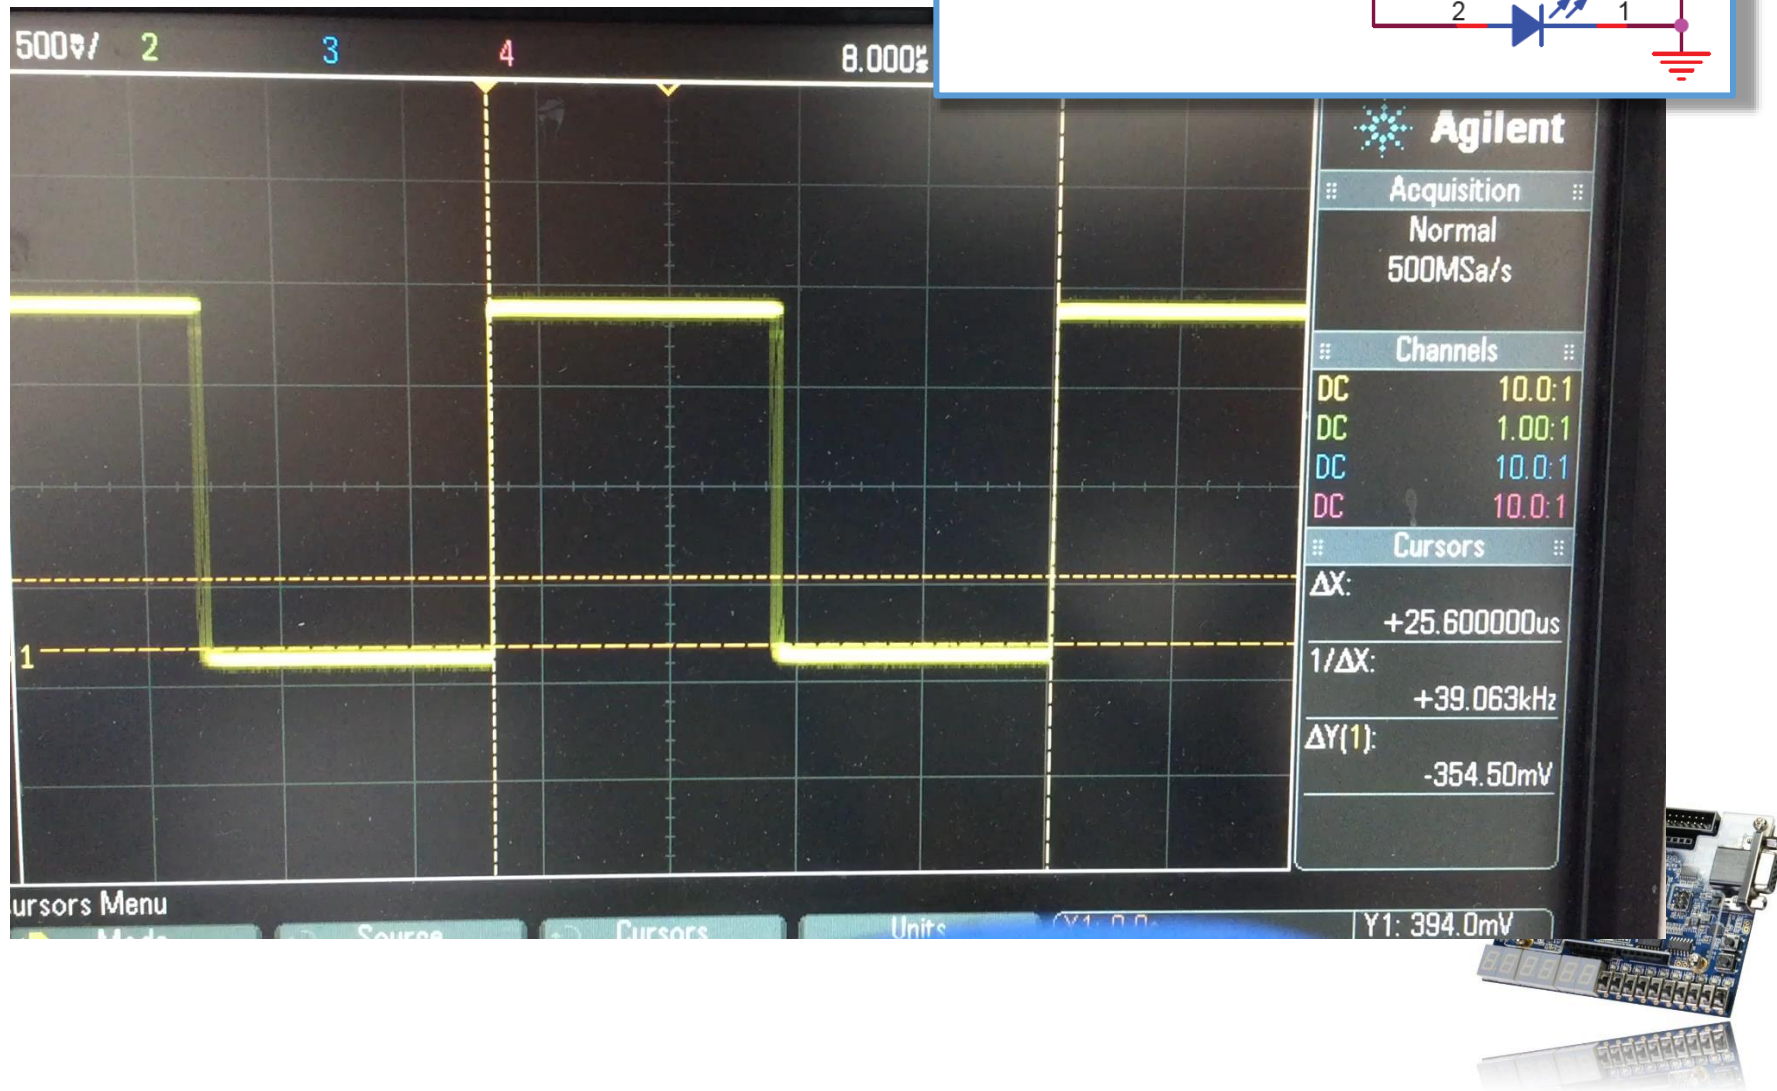 2 1
500▽/ 2 3 4 8.000
Agilent
Acquisition
Normal
500MSa/s
Channels
DC 10.0:1
DC 1.00:1
DC 10.0:1
DC 10.0:1
Cursors
ΔX:
+25.600000us
1/ΔX:
+39.063kHz
ΔY(1):
-354.50mV
1
ursors Menu
Mode Source Cursors Units
Y1: 394.0mV